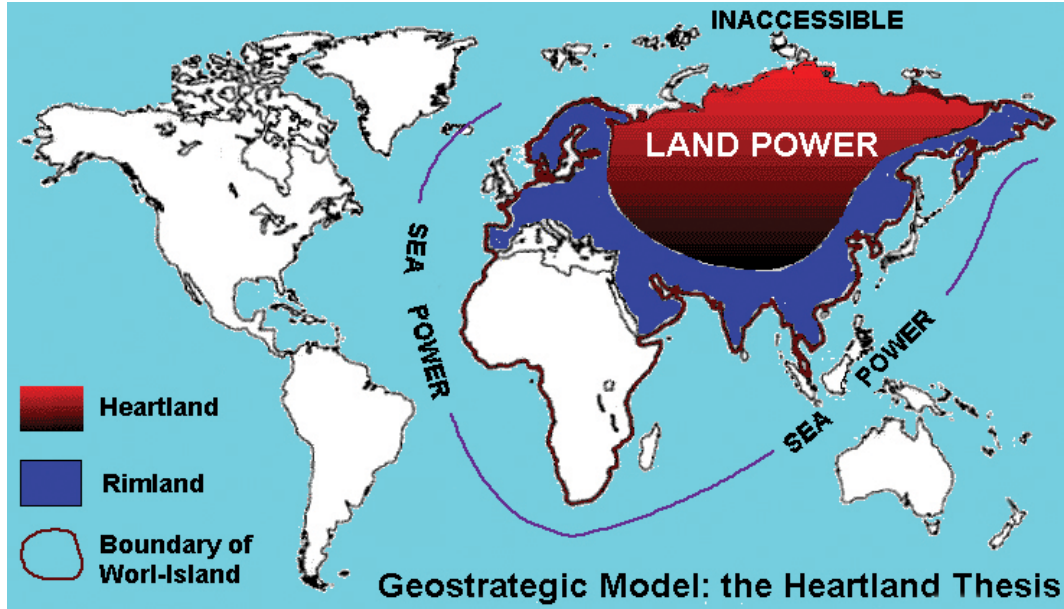 INACCESSIBLE
LAND POWER
SEA POWER
SEA POWER
Heartland
Rimland
Boundary of
Worl-Island
Geostrategic Model: the Heartland Thesis